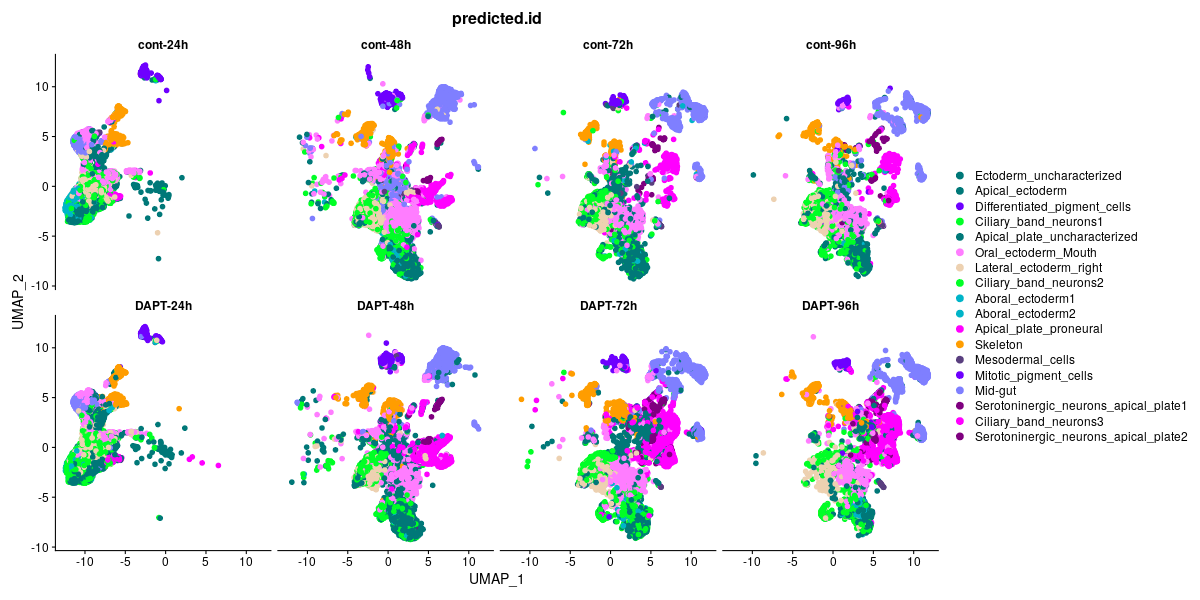 predicted.id
cont-24h cont-48h cont-72h cont-96h
10
5
0
-5
-10
DAPT-24h DAPT-48h DAPT-72h DAPT-96h
10
5
0
-5
-10
-10 -5 0 5 10 -10 -5 0 5 10 -10 -5 0 5 10 -10 -5 0 5 10
UMAP_1
UMAP_2
Ectoderm_uncharacterized
Apical_ectoderm
Differentiated_pigment_cells
Ciliary_band_neurons1
Apical_plate_uncharacterized
Oral_ectoderm_Mouth
Lateral_ectoderm_right
Ciliary_band_neurons2
Aboral_ectoderm1
Aboral_ectoderm2
Apical_plate_proneural
Skeleton
Mesodermal_cells
Mitotic_pigment_cells
Mid-gut
Serotoninergic_neurons_apical_plate1
Ciliary_band_neurons3
Serotoninergic_neurons_apical_plate2